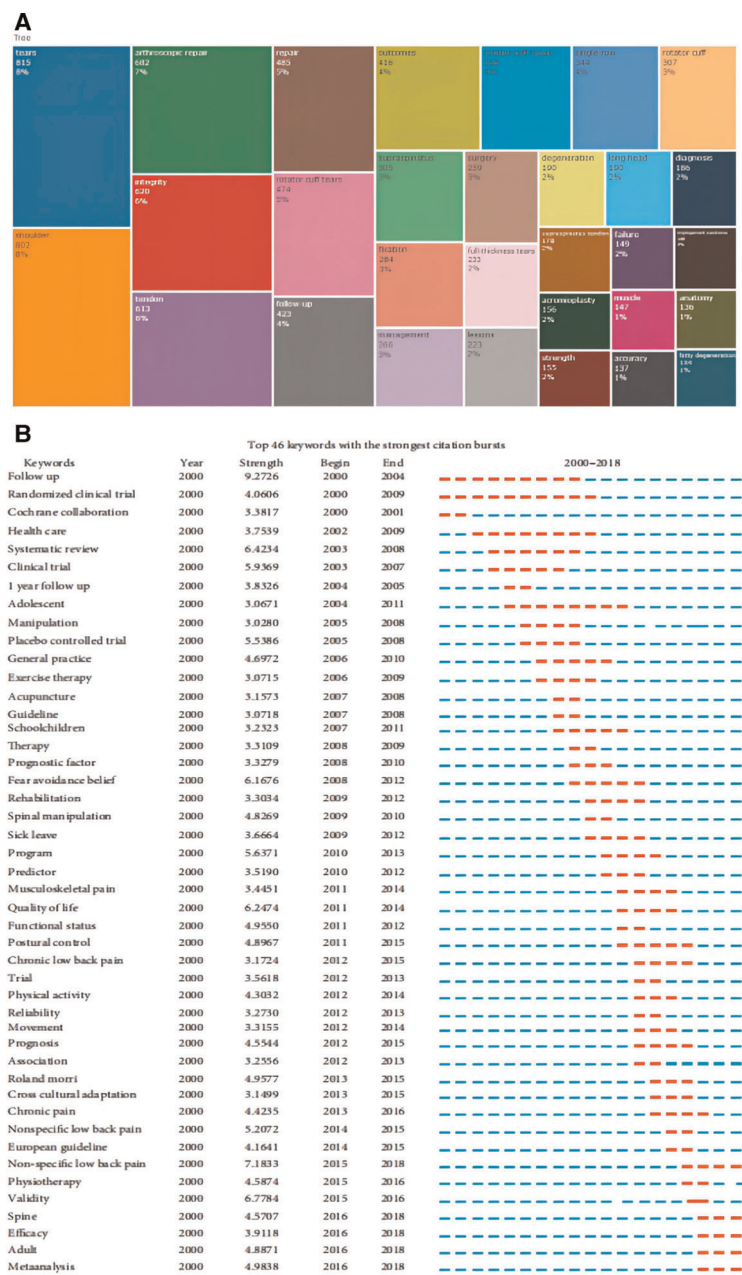 A
Tree
tears
815
8%
arthroscopic repair
682
7%
repair
485
5%
outcomes
416
4%
single-row
344
rotator cuff
307
3%
supraspinatus
305
3%
surgery
239
degeneration
190
2%
long head
190
2%
diagnosis
186
2%
integrity
620
6%
rotator cuff tears
474
5%
shoulder
802
8%
fixation
284
3%
full-thickness tears
233
2%
supraspinatus tendon
178
2%
failure
149
2%
tendon
613
6%
follow-up
423
4%
acromioplasty
156
2%
muscle
147
1%
anatomy
136
1%
management
266
3%
lesions
223
2%
strength
155
2%
accuracy
137
1%
fatty degeneration
134
1%
B
Top 46 keywords with the strongest citation bursts
Keywords Year Strength Begin End 2000–2018
Follow up 2000 9.2726 2000 2004
Randomized clinical trial 2000 4.0606 2000 2009
Cochrane collaboration 2000 3.3817 2000 2001
Health care 2000 3.7539 2002 2009
Systematic review 2000 6.4234 2003 2008
Clinical trial 2000 5.9369 2003 2007
1 year follow up 2000 3.8326 2004 2005
Adolescent 2000 3.0671 2004 2011
Manipulation 2000 3.0280 2005 2008
Placebo controlled trial 2000 5.5386 2005 2008
General practice 2000 4.6972 2006 2010
Exercise therapy 2000 3.0715 2006 2009
Acupuncture 2000 3.1573 2007 2008
Guideline 2000 3.0718 2007 2008
Schoolchildren 2000 3.2323 2007 2011
Therapy 2000 3.3109 2008 2009
Prognostic factor 2000 3.3279 2008 2010
Fear avoidance belief 2000 6.1676 2008 2012
Rehabilitation 2000 3.3034 2009 2012
Spinal manipulation 2000 4.8269 2009 2010
Sick leave 2000 3.6664 2009 2012
Program 2000 5.6371 2010 2013
Predictor 2000 3.5190 2010 2012
Musculoskeletal pain 2000 3.4451 2011 2014
Quality of life 2000 6.2474 2011 2014
Functional status 2000 4.9550 2011 2012
Postural control 2000 4.8967 2011 2015
Chronic low back pain 2000 3.1724 2012 2015
Trial 2000 3.5618 2012 2013
Physical activity 2000 4.3032 2012 2014
Reliability 2000 3.2730 2012 2013
Movement 2000 3.3155 2012 2014
Prognosis 2000 4.5544 2012 2015
Association 2000 3.2556 2012 2013
Roland morri 2000 4.9577 2013 2015
Cross cultural adaptation 2000 3.1499 2013 2015
Chronic pain 2000 4.4235 2013 2016
Nonspecific low back pain 2000 5.2072 2014 2015
European guideline 2000 4.1641 2014 2015
Non-specific low back pain 2000 7.1833 2015 2018
Physiotherapy 2000 4.5874 2015 2016
Validity 2000 6.7784 2015 2016
Spine 2000 4.5707 2016 2018
Efficacy 2000 3.9118 2016 2018
Adult 2000 4.8871 2016 2018
Metaanalysis 2000 4.9838 2016 2018